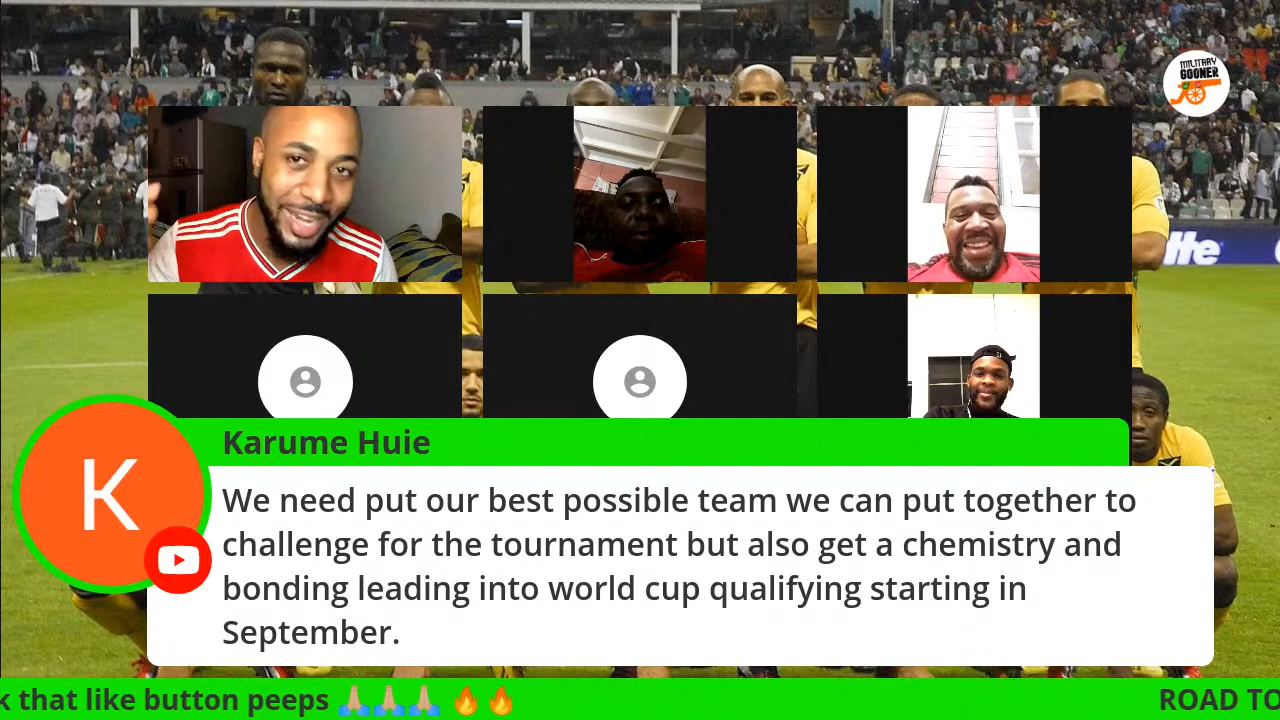 MILITARY
GOONER
ffe
Karume Huie
K
We need put our best possible team we can put together to
challenge for the tournament but also get a chemistry and
bonding leading into world cup qualifying starting in
September.
k that like button peeps 🙏🏼🙏🏼🙏🏼 🔥🔥
ROAD TO